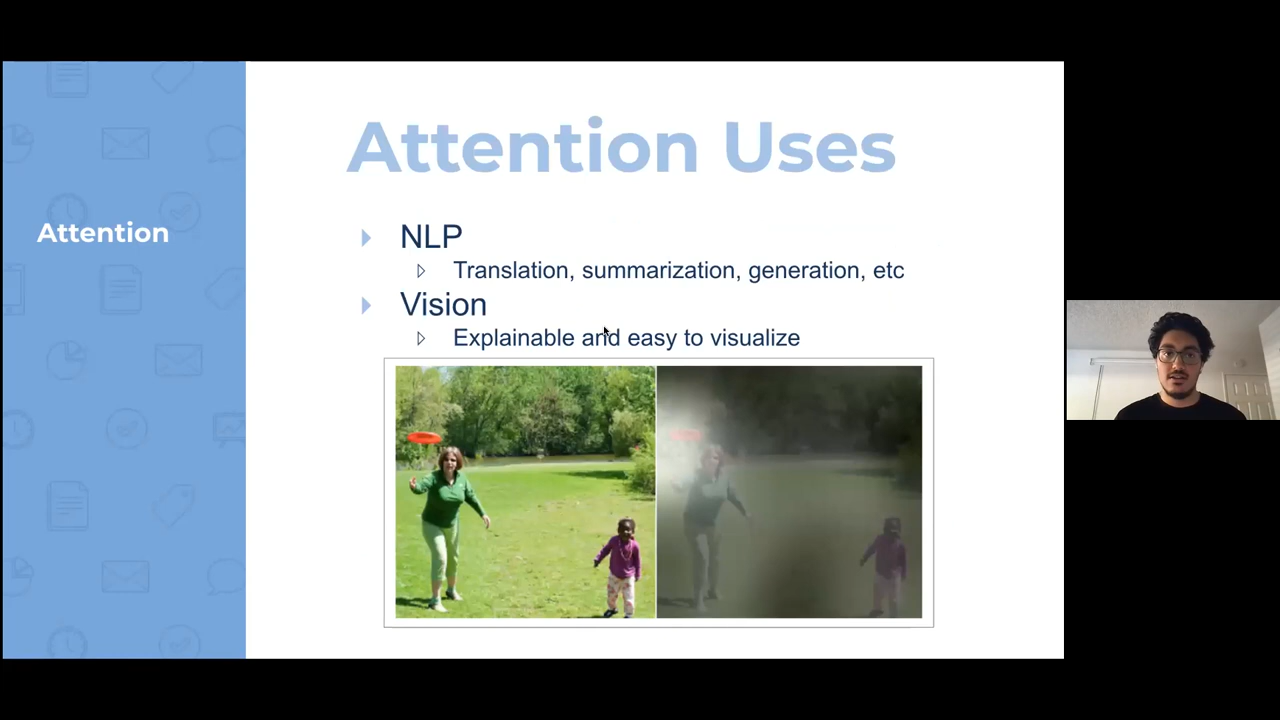 Attention Uses
Attention
NLP
Translation, summarization, generation, etc
Vision
Explainable and easy to visualize